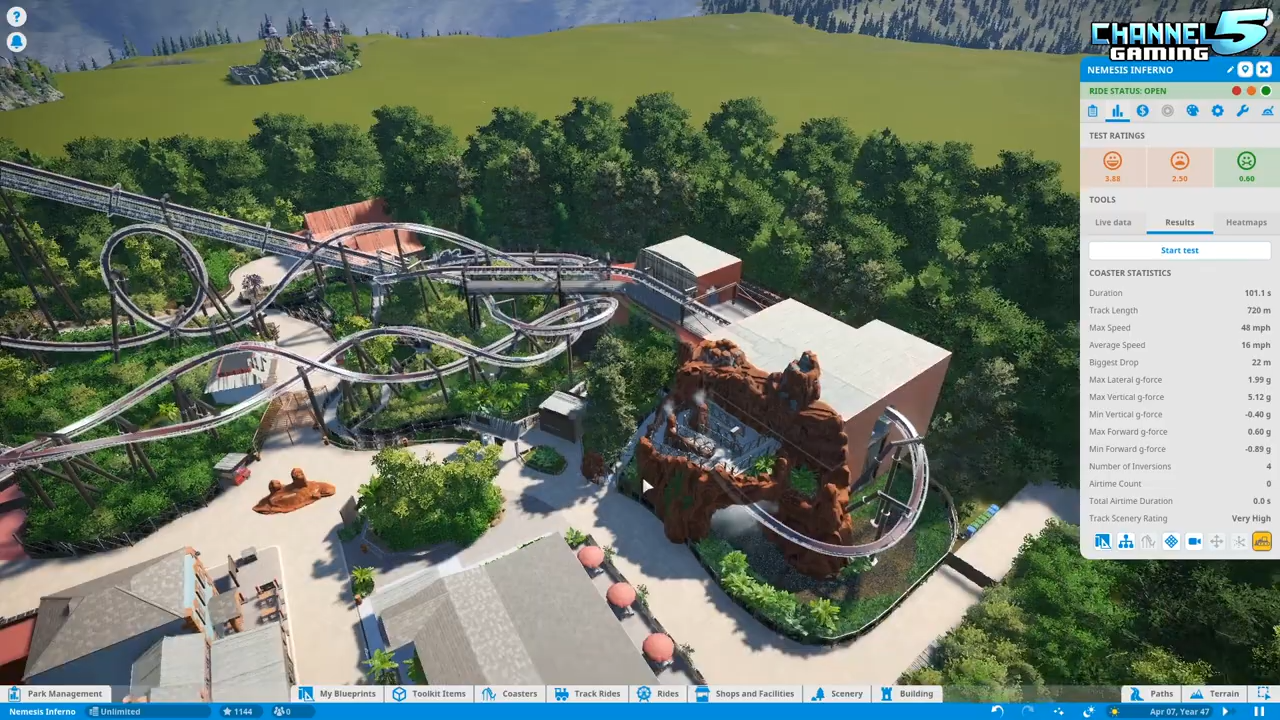 CHANNEL 5
GAMING
NEMESIS INFERNO
RIDE STATUS: OPEN
TEST RATINGS
3.88 2.50 0.60
TOOLS
Live data Results Heatmaps
Start test
COASTER STATISTICS
Duration 101.1 s
Track Length 720 m
Max Speed 48 mph
Average Speed 16 mph
Biggest Drop 22 m
Max Lateral g-force 1.99 g
Max Vertical g-force 5.12 g
Min Vertical g-force -0.40 g
Max Forward g-force 0.60 g
Min Forward g-force -0.89 g
Number of Inversions 4
Airtime Count 0
Total Airtime Duration 0.0 s
Track Scenery Rating Very High
Park Management My Blueprints Toolkit Items Coasters Track Rides Rides Shops and Facilities Scenery Building Paths Terrain
Nemesis Inferno Unlimited 1144 0 Apr 07, Year 47